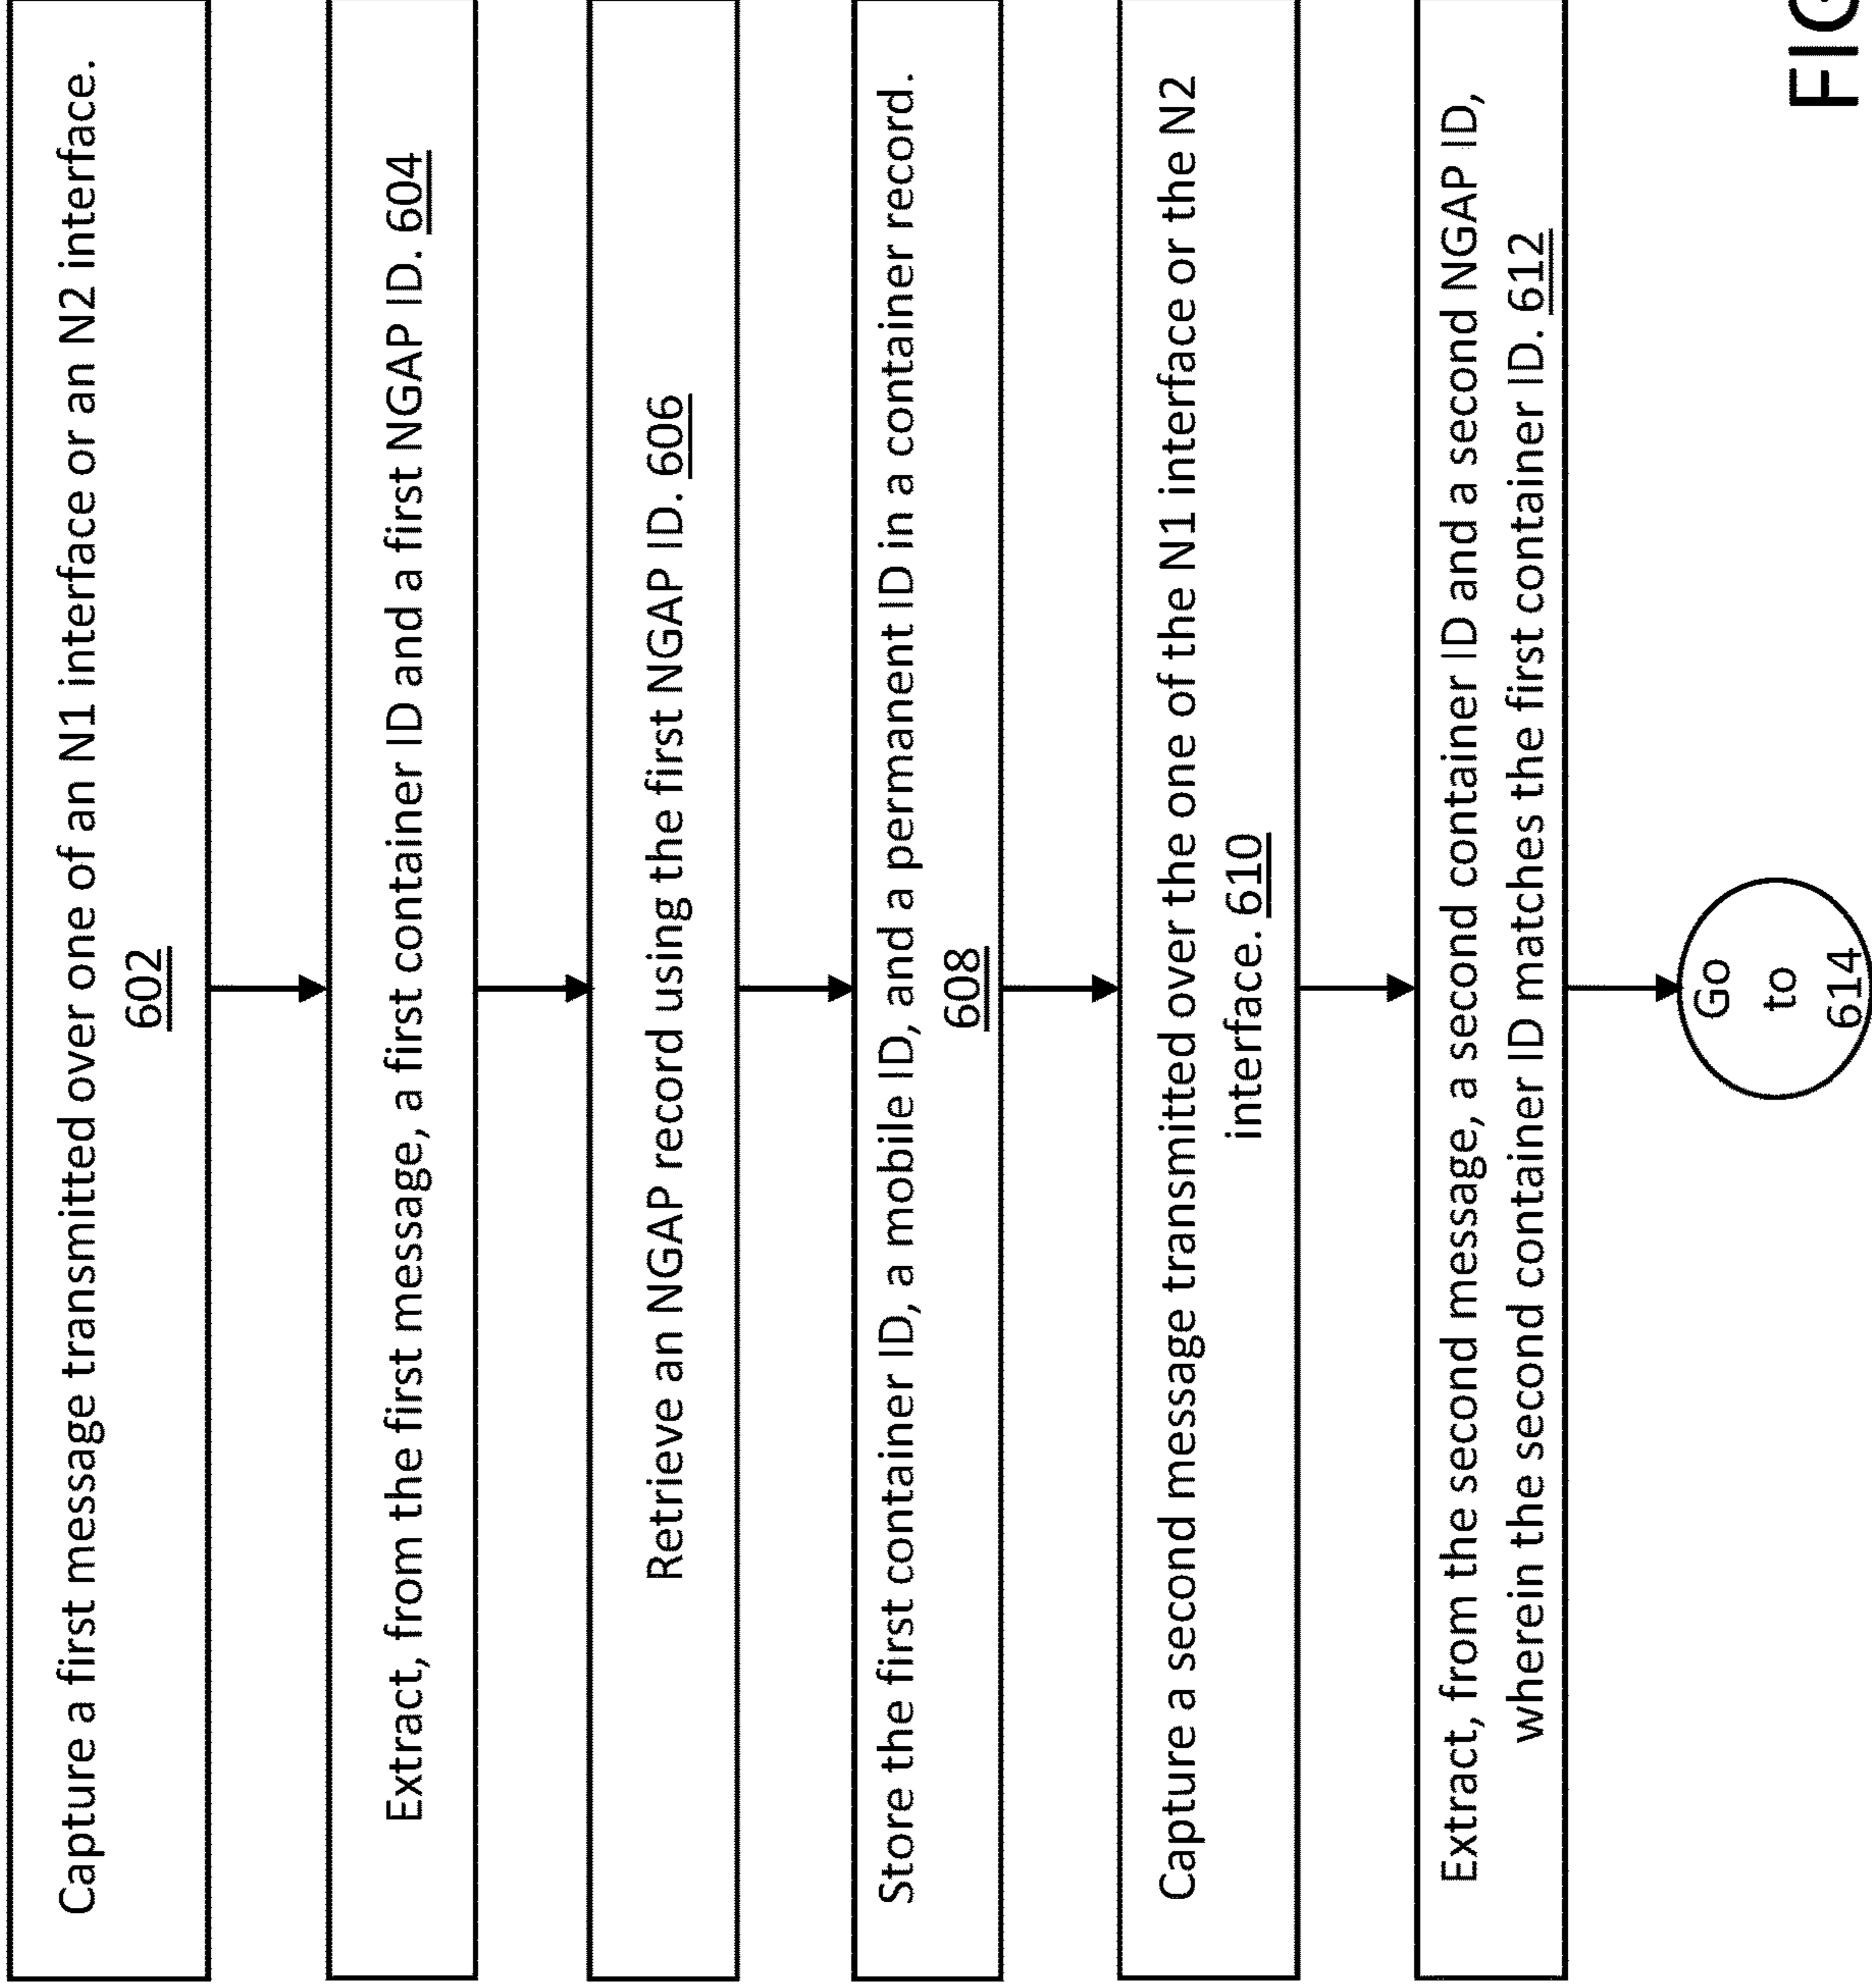 Capture a first message transmitted over one of an N1 interface or an N2 interface.
602
Extract, from the first message, a first container ID and a first NGAP ID. 604
Retrieve an NGAP record using the first NGAP ID. 606
Store the first container ID, a mobile ID, and a permanent ID in a container record.
608
Capture a second message transmitted over the one of the N1 interface or the N2
interface. 610
Extract, from the second message, a second container ID and a second NGAP ID,
wherein the second container ID matches the first container ID. 612
Go
to
614
FIG